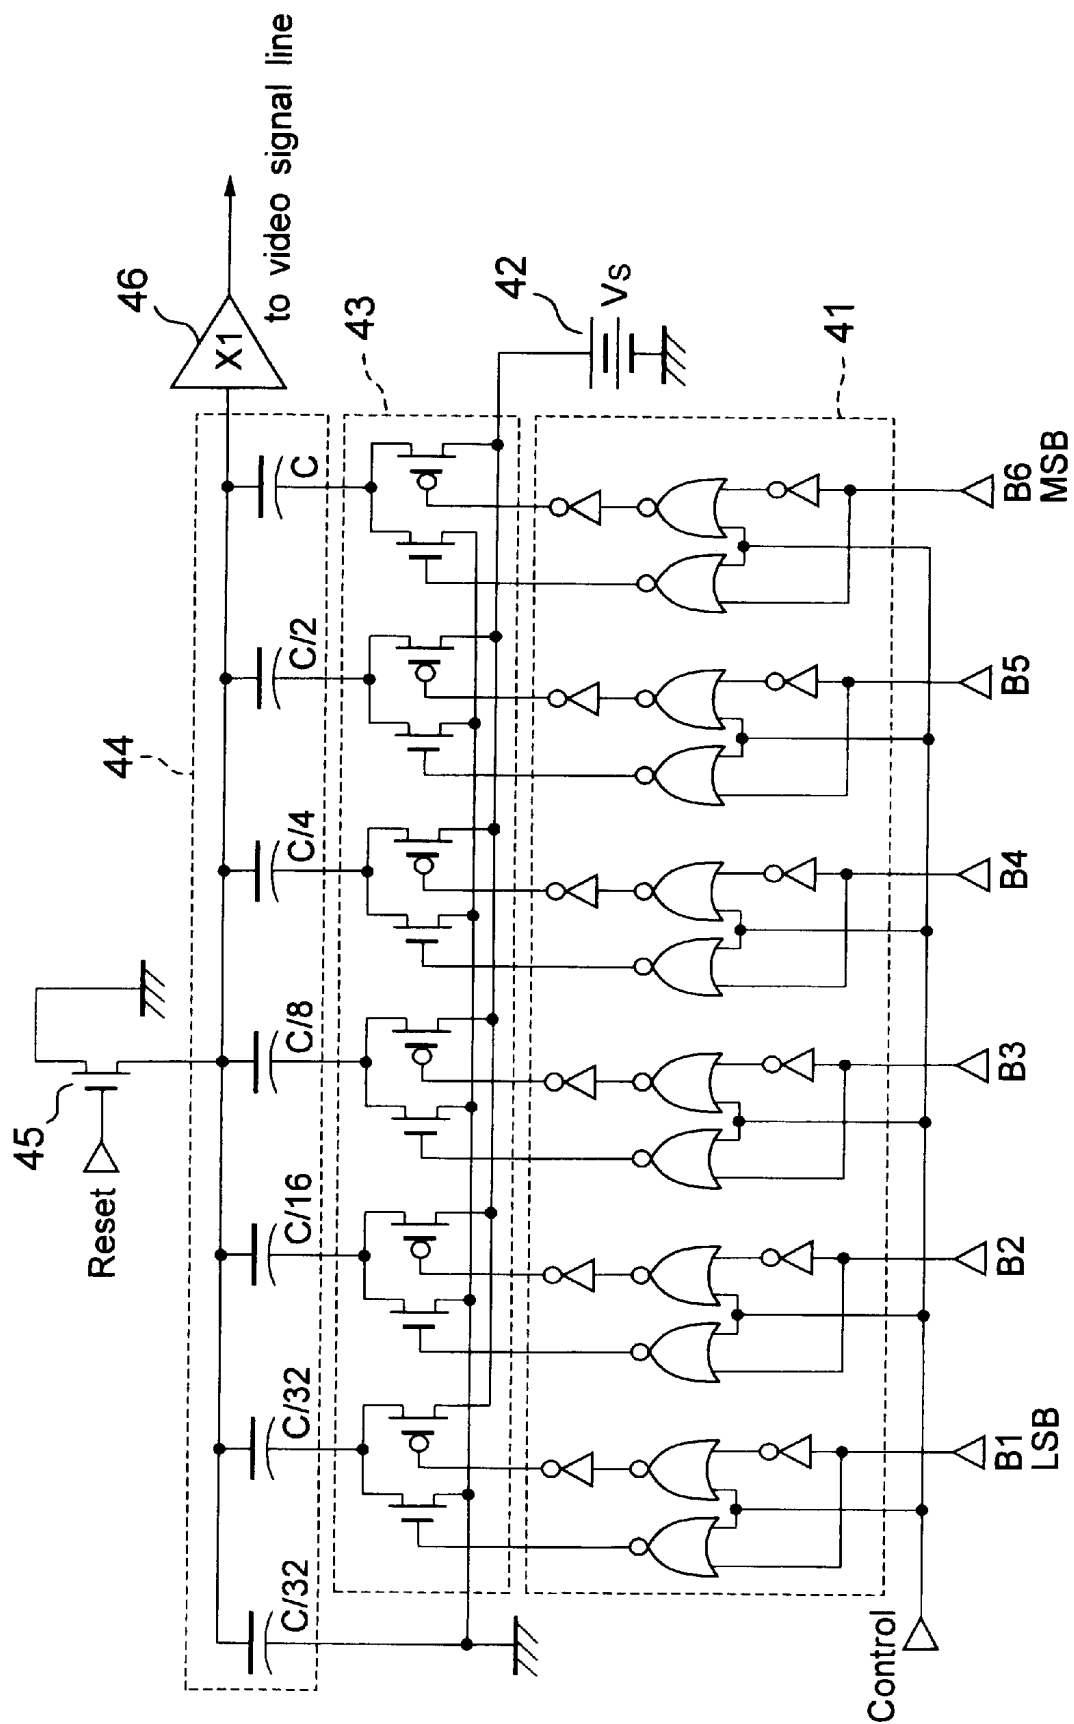 to video signal line
46
X1
43
42
Vs
41
44
C
C/2
C/4
C/8
C/16
C/32
C/32
45
Reset
B6
MSB
B5
B4
B3
B2
B1
LSB
Control